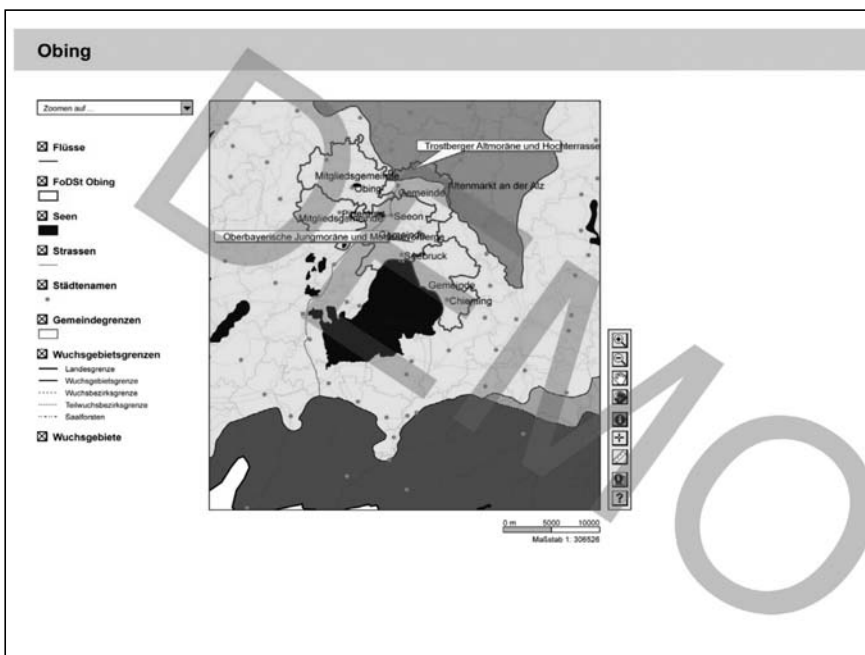 Obing
Zoomen auf ...
Flüsse
FoDSt Obing
Seen
Strassen
Städtenamen
Gemeindegrenzen
Wuchsgebietsgrenzen
Landesgrenze
Wuchsgebietsgrenze
Wuchsbezirksgrenze
Teilwuchsbezirksgrenze
Saalforsten
Wuchsgebiete
Trostberger Altmoräne und Hochterrasse
Mitgliedsgemeinde
Obing
Altenmarkt an der Alz
Gemeinde
Mitgliedsgemeinde
Seeon
Oberbayerische Jungmoräne und
Gemeinde
Seebruck
Gemeinde
Chieming
0 m 5000 10000
Maßstab 1: 306526
?
DEMO